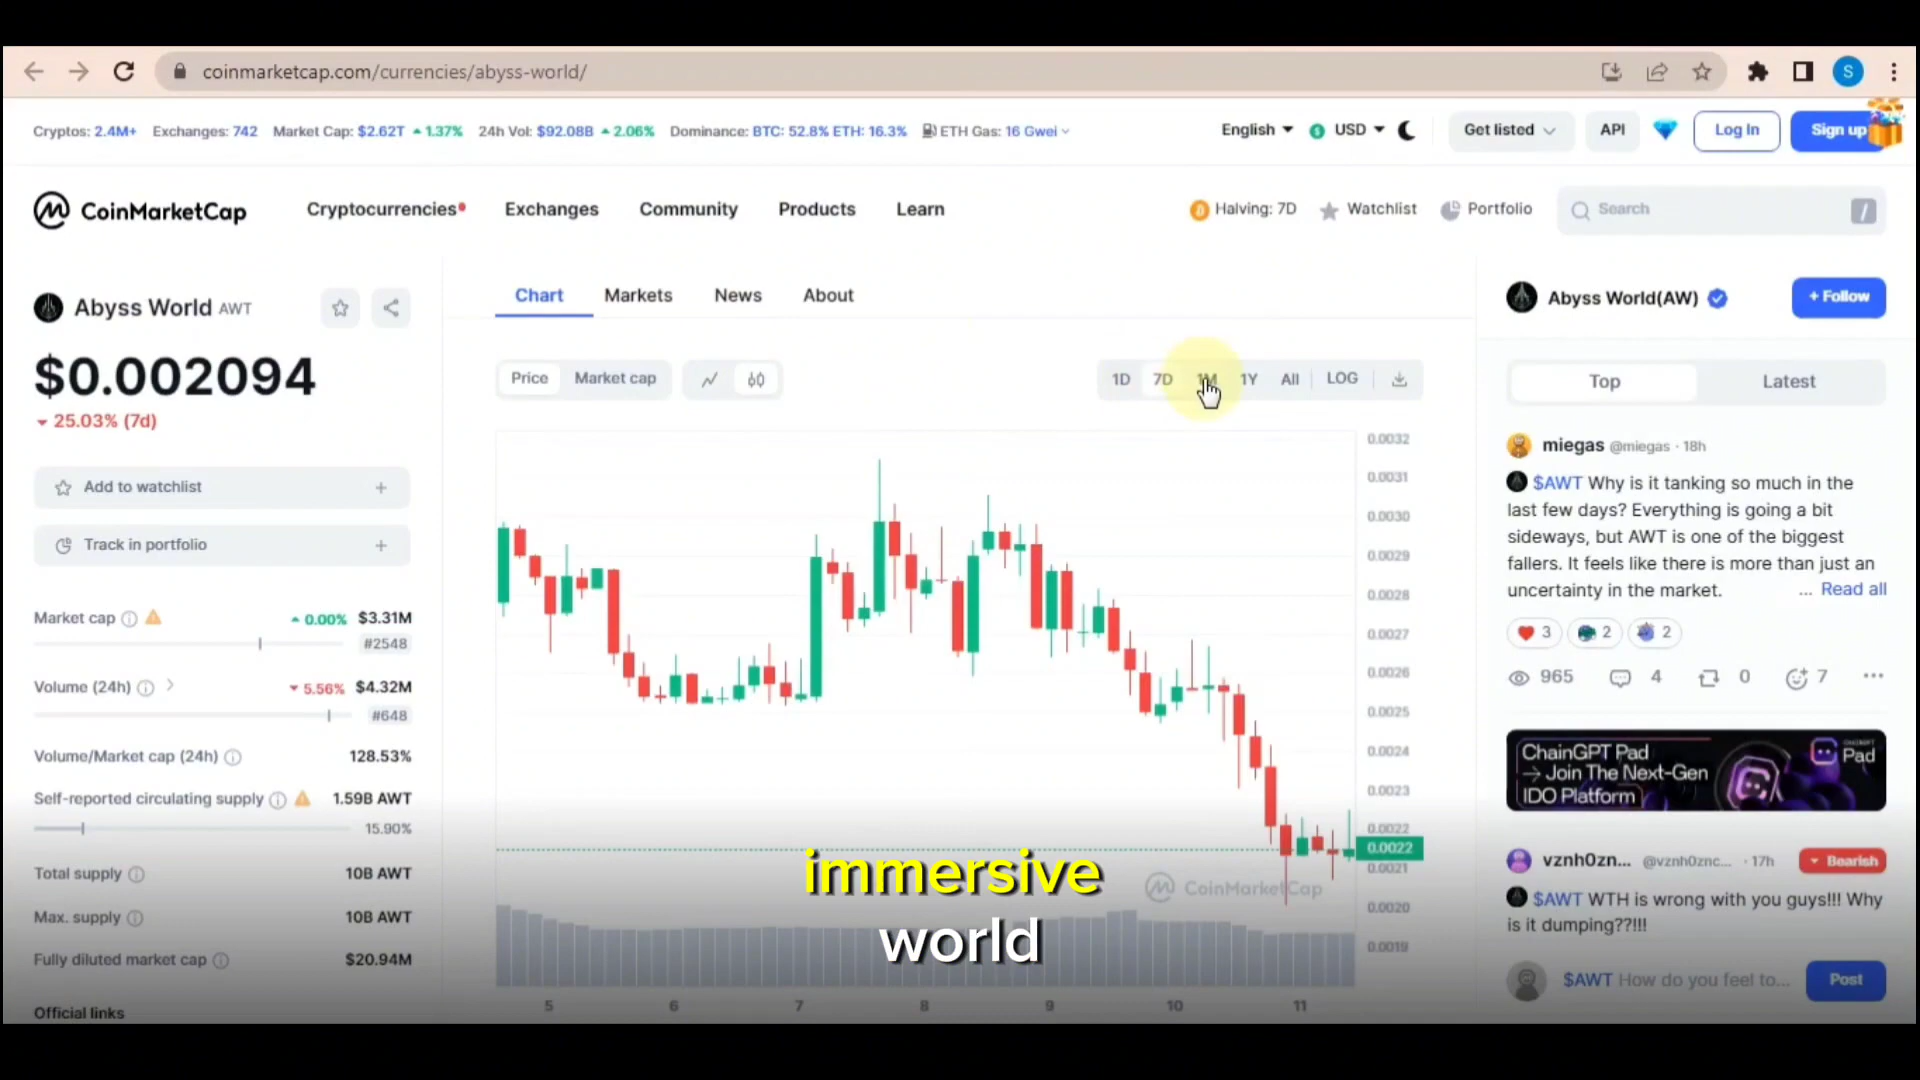 coinmarketcap.com/currencies/abyss-world/
S
Cryptos: 2.4M+ Exchanges: 742 Market Cap: $2.62T 1.37% 24h Vol: $92.08B 2.06% Dominance: BTC: 52.8% ETH: 16.3% ETH Gas: 16 Gwei
English USD Get listed API Log In Sign up
CoinMarketCap Cryptocurrencies Exchanges Community Products Learn
Halving: 7D Watchlist Portfolio Search /
Abyss World AWT
$0.002094
25.03% (7d)
Add to watchlist +
Track in portfolio +
Market cap 0.00% $3.31M
#2548
Volume (24h) 5.56% $4.32M
#648
Volume/Market cap (24h) 128.53%
Self-reported circulating supply 1.59B AWT
15.90%
Total supply 10B AWT
Max. supply 10B AWT
Fully diluted market cap $20.94M
Official links
Chart Markets News About
Price Market cap
1D 7D 1M 1Y All LOG
0.0032
0.0031
0.0030
0.0029
0.0028
0.0027
0.0026
0.0025
0.0024
0.0023
0.0022
0.0022
0.0021
0.0020
0.0019
CoinMarketCap
5 6 7 8 9 10 11
immersive
world
Abyss World(AW) + Follow
Top Latest
miegas @miegas · 18h
$AWT Why is it tanking so much in the
last few days? Everything is going a bit
sideways, but AWT is one of the biggest
fallers. It feels like there is more than just an
uncertainty in the market. ... Read all
3 2 2
965 4 0 7 ...
ChainGPT Pad
→ Join The Next-Gen
IDO Platform
CHAINGPT
Pad
vznh0zn... @vznh0znc... · 17h Bearish
$AWT WTH is wrong with you guys!!! Why
is it dumping??!!!
$AWT How do you feel to... Post